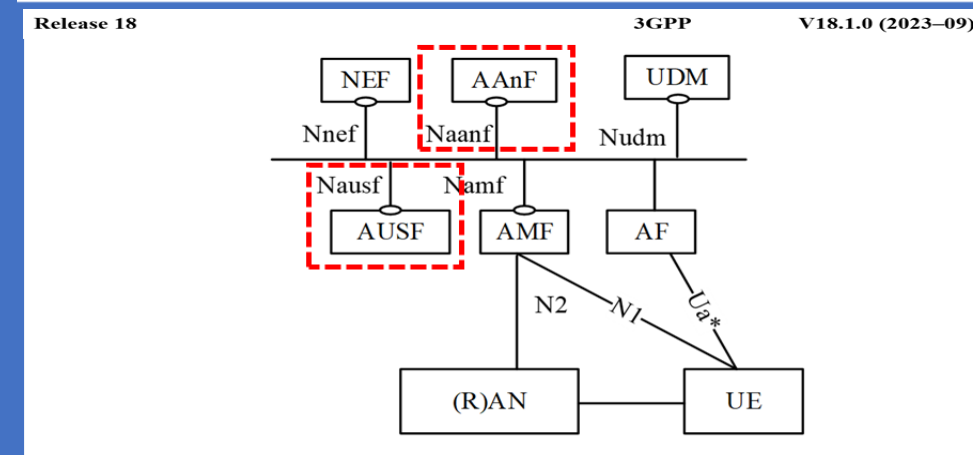 Release 18 3GPP V18.1.0 (2023–09)
NEF AAnF UDM
Nnef Naanf Nudm
Nausf Namf
AUSF AMF AF
N2 N1 Ua*
(R)AN UE